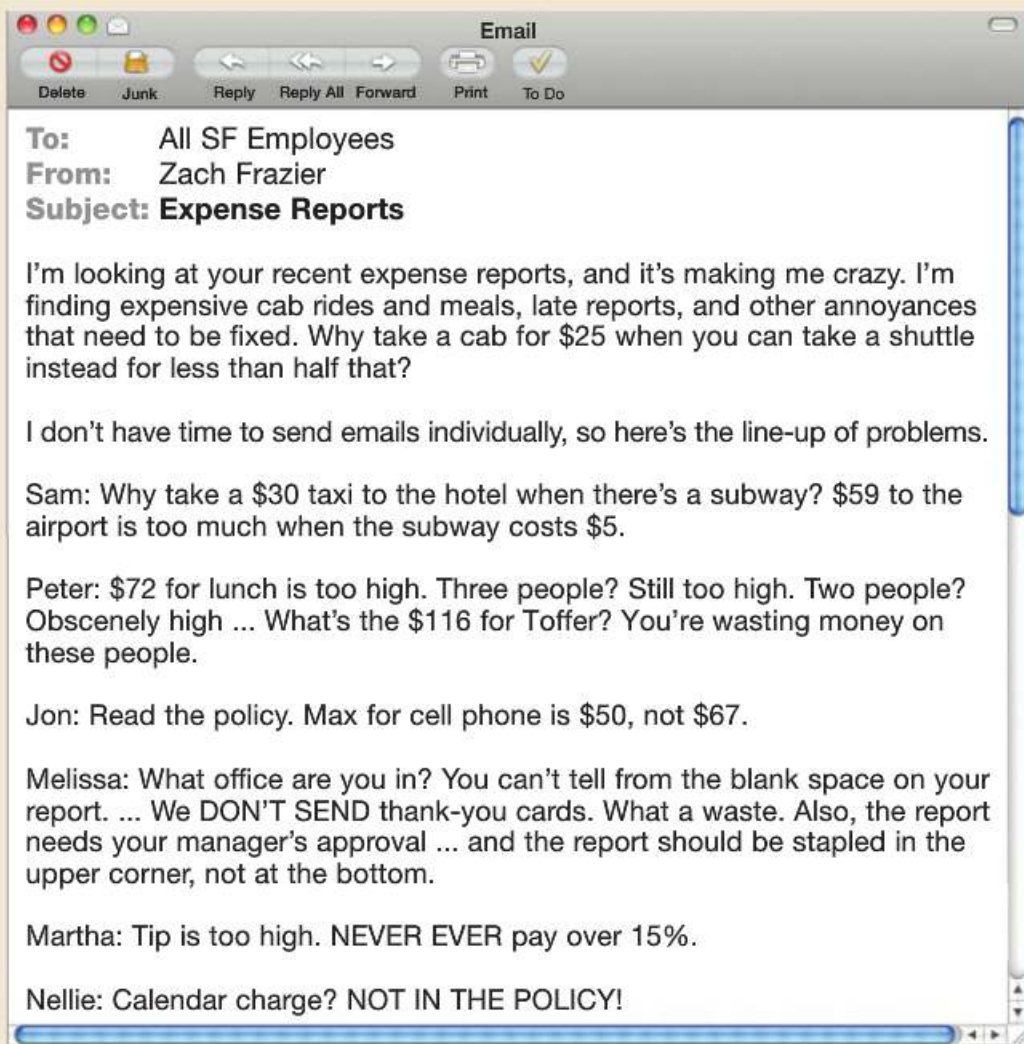 Email
Delete Junk Reply Reply All Forward Print To Do
To: All SF Employees
From: Zach Frazier
Subject: Expense Reports
I'm looking at your recent expense reports, and it's making me crazy. I'm
finding expensive cab rides and meals, late reports, and other annoyances
that need to be fixed. Why take a cab for $25 when you can take a shuttle
instead for less than half that?
I don't have time to send emails individually, so here's the line-up of problems.
Sam: Why take a $30 taxi to the hotel when there's a subway? $59 to the
airport is too much when the subway costs $5.
Peter: $72 for lunch is too high. Three people? Still too high. Two people?
Obscenely high ... What's the $116 for Toffer? You're wasting money on
these people.
Jon: Read the policy. Max for cell phone is $50, not $67.
Melissa: What office are you in? You can't tell from the blank space on your
report. ... We DON'T SEND thank-you cards. What a waste. Also, the report
needs your manager's approval ... and the report should be stapled in the
upper corner, not at the bottom.
Martha: Tip is too high. NEVER EVER pay over 15%.
Nellie: Calendar charge? NOT IN THE POLICY!